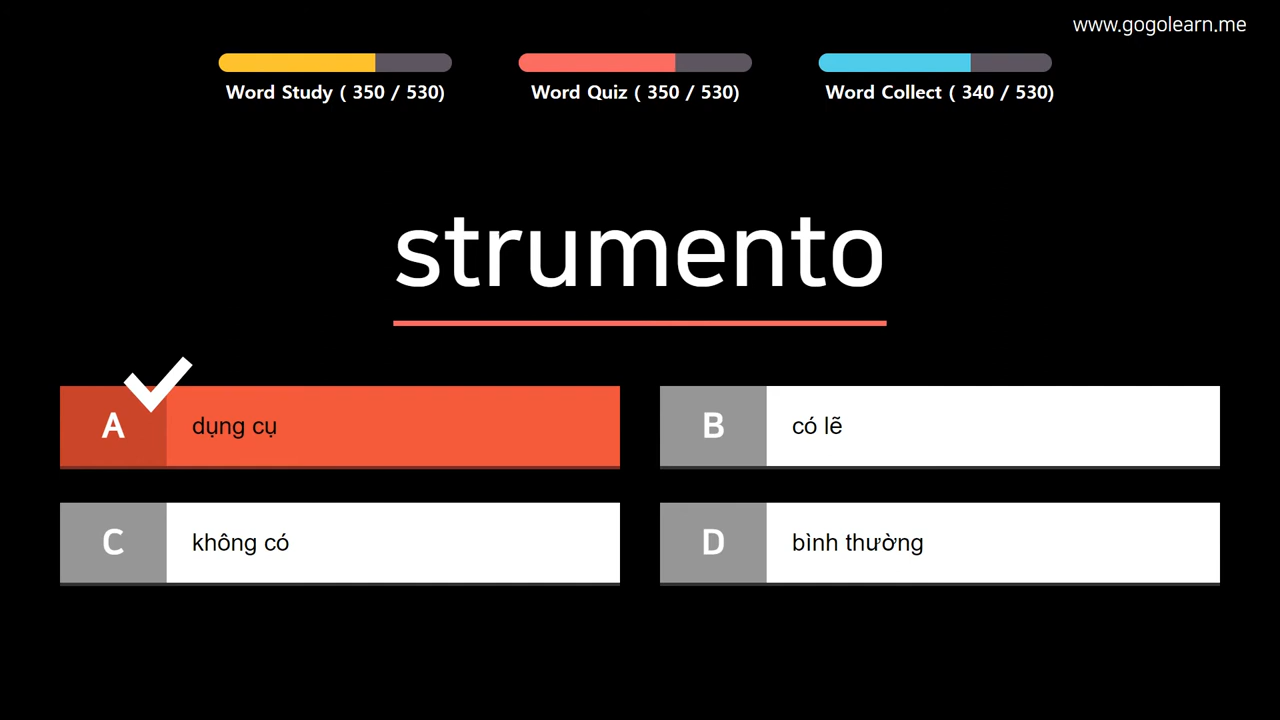 www.gogolearn.me
Word Study ( 350 / 530)
Word Quiz ( 350 / 530)
Word Collect ( 340 / 530)
strumento
A dụng cụ
B có lẽ
C không có
D bình thường